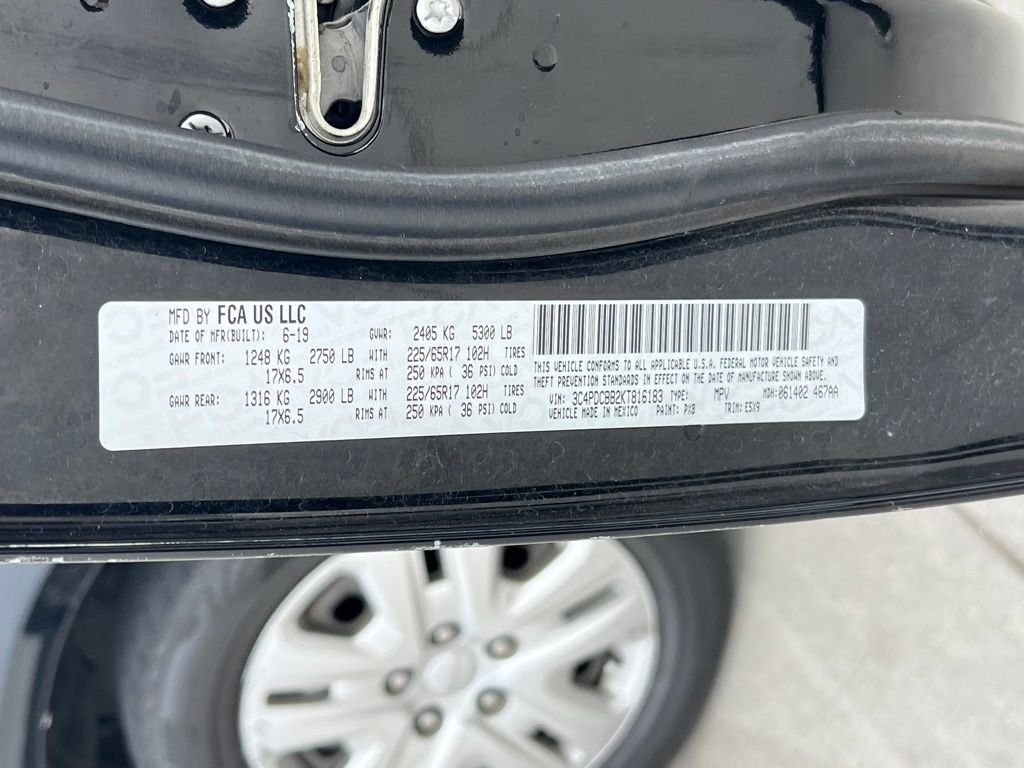 MFD BY FCA US LLC
DATE OF MFR(BUILT): 6-19 GVWR: 2405 KG 5300 LB
GAWR FRONT: 1248 KG 2750 LB WITH 225/65R17 102H TIRES
17X6.5 RIMS AT 250 KPA ( 36 PSI) COLD
GAWR REAR: 1316 KG 2900 LB WITH 225/65R17 102H TIRES
17X6.5 RIMS AT 250 KPA ( 36 PSI) COLD
THIS VEHICLE CONFORMS TO ALL APPLICABLE U.S.A. FEDERAL MOTOR VEHICLE SAFETY AND
THEFT PREVENTION STANDARDS IN EFFECT ON THE DATE OF MANUFACTURE SHOWN ABOVE.
VIN: 3C4PDCBB2KT816183 TYPE: MPV MDH:061402 467AA
VEHICLE MADE IN MEXICO PAINT: PX8 TRIM: E5X9